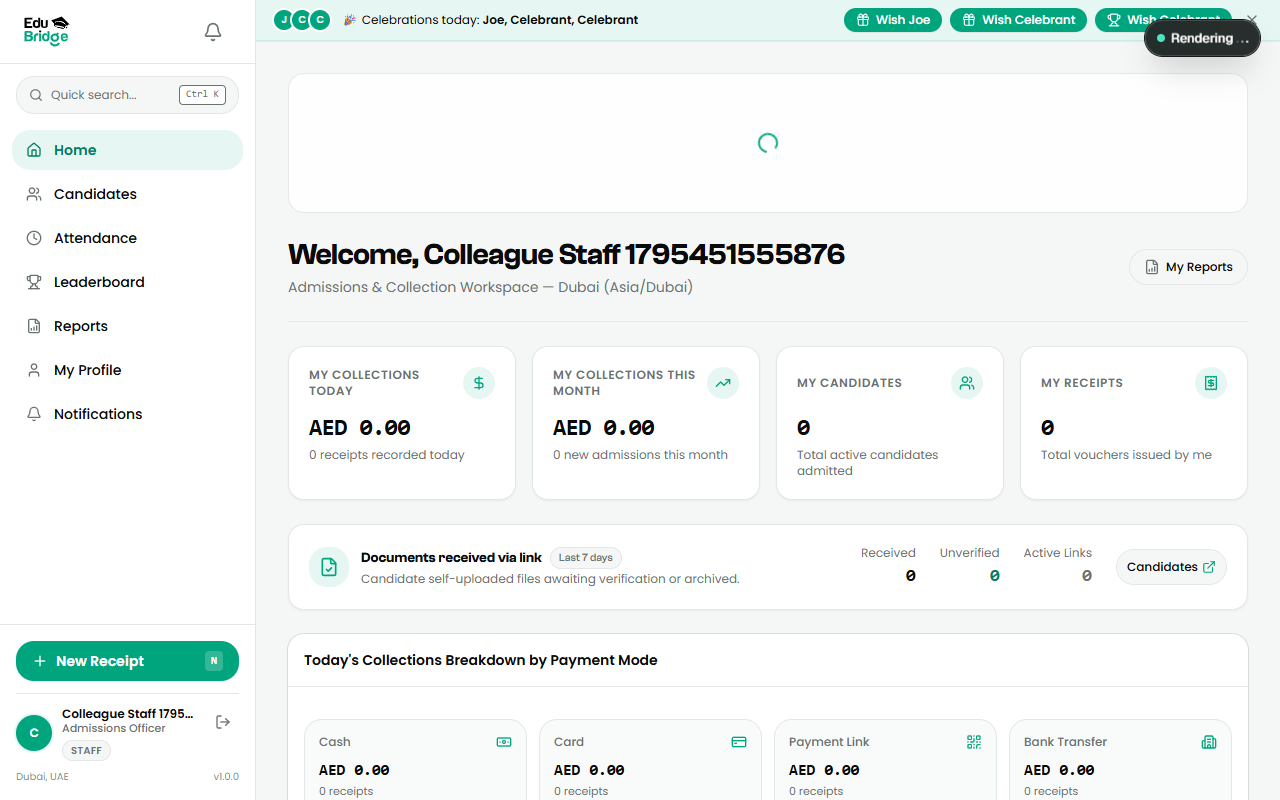 Edu
Bridge
Quick search...
Ctrl K
Home
Candidates
Attendance
Leaderboard
Reports
My Profile
Notifications
+ New Receipt
N
C
Colleague Staff 1795...
Admissions Officer
STAFF
Dubai, UAE
v1.0.0
J C C
🎉 Celebrations today: Joe, Celebrant, Celebrant
Wish Joe
Wish Celebrant
Wish Celebrant
Rendering ...
Welcome, Colleague Staff 1795451555876
Admissions & Collection Workspace — Dubai (Asia/Dubai)
My Reports
MY COLLECTIONS TODAY
AED 0.00
0 receipts recorded today
MY COLLECTIONS THIS MONTH
AED 0.00
0 new admissions this month
MY CANDIDATES
0
Total active candidates admitted
MY RECEIPTS
0
Total vouchers issued by me
Documents received via link
Last 7 days
Candidate self-uploaded files awaiting verification or archived.
Received
0
Unverified
0
Active Links
0
Candidates
Today's Collections Breakdown by Payment Mode
Cash
AED 0.00
0 receipts
Card
AED 0.00
0 receipts
Payment Link
AED 0.00
0 receipts
Bank Transfer
AED 0.00
0 receipts